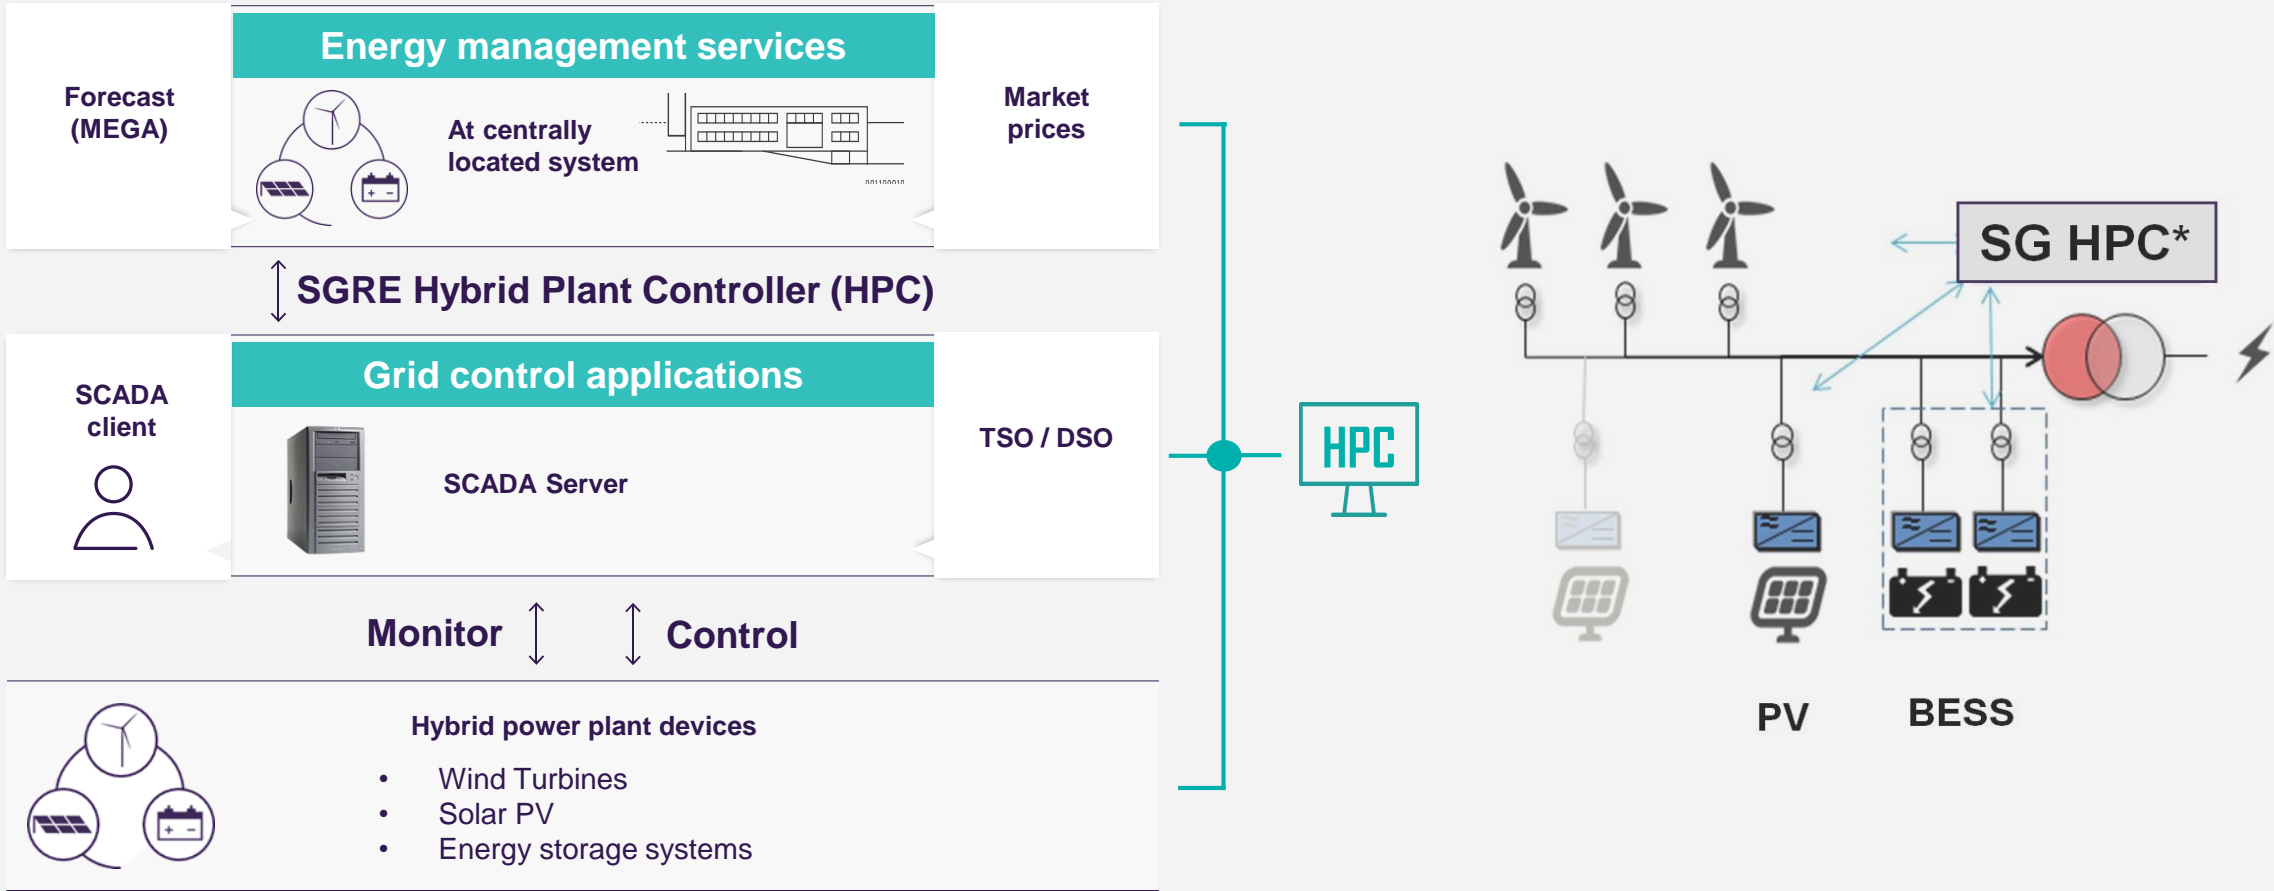 Energy management services
Forecast
(MEGA)
At centrally
located system
001100010
Market
prices
SGRE Hybrid Plant Controller (HPC)
Grid control applications
SCADA
client
SCADA Server
TSO / DSO
Monitor
Control
Hybrid power plant devices
• Wind Turbines
• Solar PV
• Energy storage systems
HPC
SG HPC*
PV
BESS